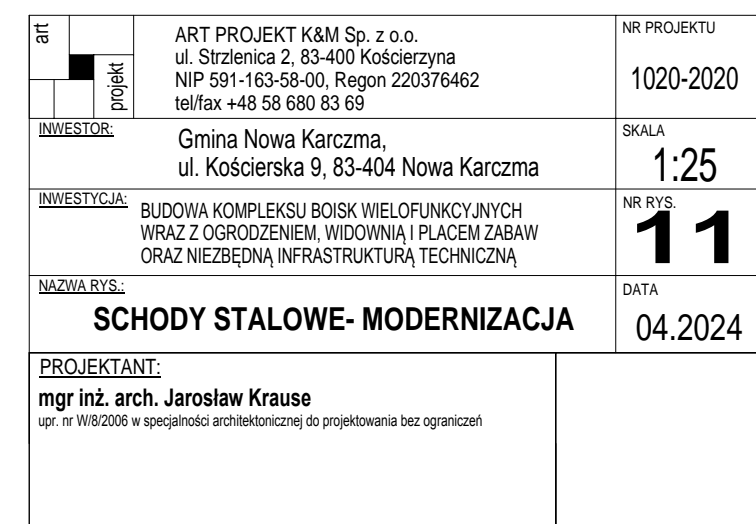 art
projekt
ART PROJEKT K&M Sp. z o.o.
ul. Strzlenica 2, 83-400 Kościerzyna
NIP 591-163-58-00, Regon 220376462
tel/fax +48 58 680 83 69
NR PROJEKTU
1020-2020
INWESTOR:
Gmina Nowa Karczma,
ul. Kościerska 9, 83-404 Nowa Karczma
SKALA
1:25
INWESTYCJA:
BUDOWA KOMPLEKSU BOISK WIELOFUNKCYJNYCH
WRAZ Z OGRODZENIEM, WIDOWNIĄ I PLACEM ZABAW
ORAZ NIEZBĘDNĄ INFRASTRUKTURĄ TECHNICZNĄ
NR RYS.
11
NAZWA RYS.:
SCHODY STALOWE- MODERNIZACJA
DATA
04.2024
PROJEKTANT:
mgr inż. arch. Jarosław Krause
upr. nr W/8/2006 w specjalności architektonicznej do projektowania bez ograniczeń